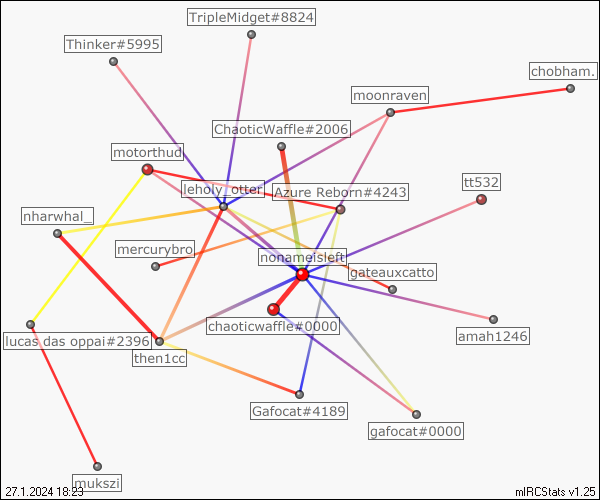 TripleMidget#8824
Thinker#5995
chobham.
moonraven
ChaoticWaffle#2006
motorthud
tt532
leholy_otter
Azure Reborn#4243
nharwhal_
mercurybro
nonameisleft
gateauxcatto
chaoticwaffle#0000
amah1246
lucas das oppai#2396
then1cc
Gafocat#4189
gafocat#0000
mukszi
27.1.2024 18:23
mIRCStats v1.25